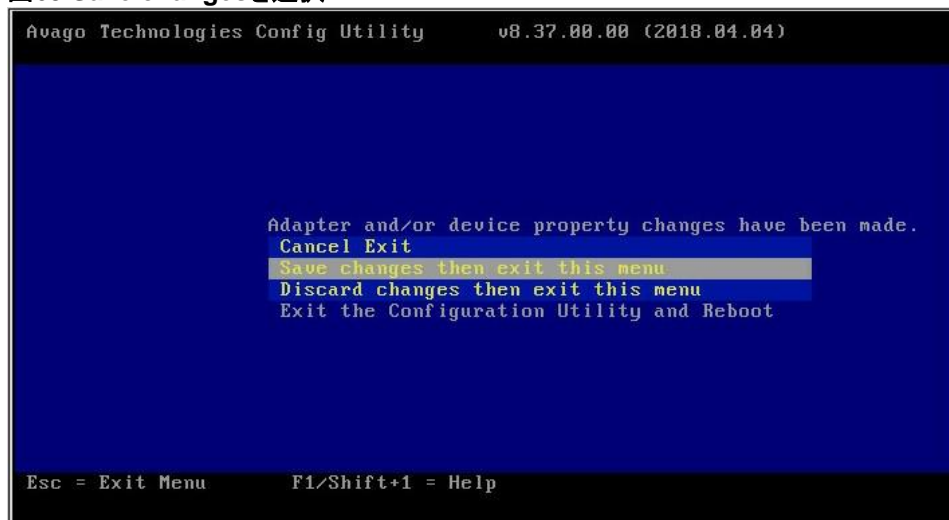 Avago Technologies Config Utility v8.37.00.00 (2018.04.04)
Adapter and/or device property changes have been made.
Cancel Exit
Save changes then exit this menu
Discard changes then exit this menu
Exit the Configuration Utility and Reboot
Esc = Exit Menu F1/Shift+1 = Help